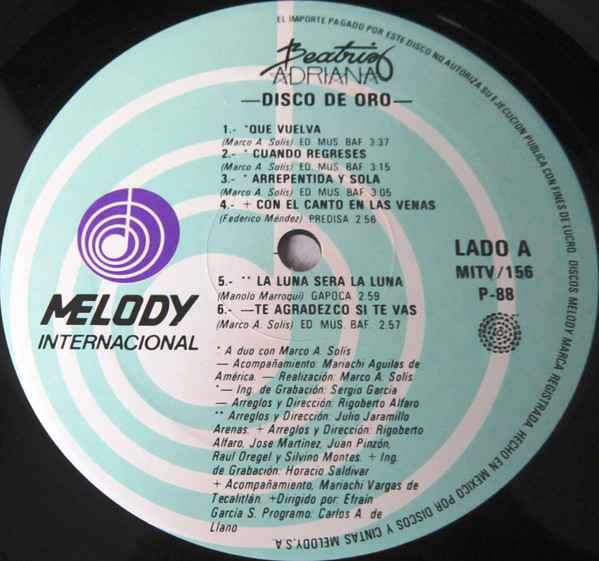 EL IMPORTE PAGADO POR ESTE DISCO NO AUTORIZA SU EJECUCION PUBLICA CON FINES DE LUCRO. DISCOS MELODY MARCA REGISTRADA. HECHO EN MEXICO POR DISCOS Y CINTAS MELODY, S.A.
Beatriz
ADRIANA
—DISCO DE ORO—
1.- * QUE VUELVA
(Marco A. Solís) ED. MUS. BAF 3:37
2.- * CUANDO REGRESES
(Marco A. Solís) ED. MUS. BAF. 3:15
3.- * ARREPENTIDA Y SOLA
(Marco A. Solís) ED. MUS. BAF 3:05
4.- + CON EL CANTO EN LAS VENAS
(Federico Méndez) PREDISA 2:56
LADO A
MITV/156
P-88
5.- ** LA LUNA SERA LA LUNA
(Manolo Marroqui) GAPOCA 2:59
6.- —TE AGRADEZCO SI TE VAS
(Marco A. Solís) ED. MUS. BAF. 2:57
MELODY
INTERNACIONAL
* A duo con Marco A. Solís
— Acompañamiento: Mariachi Aguilas de
América. — Realización: Marco A. Solís
*— Ing. de Grabación: Sergio García
— Arreglos y Dirección: Rigoberto Alfaro
** Arreglos y Dirección: Julio Jaramillo
Arenas. + Arreglos y Dirección: Rigoberto
Alfaro, Jose Martínez, Juan Pinzón,
Raul Oregel y Silvino Montes. + Ing.
de Grabación: Horacio Saldivar
+ Acompañamiento, Mariachi Vargas de
Tecalitlán. +Dirigido por: Efraín
García S. Programo: Carlos A. de
Llano